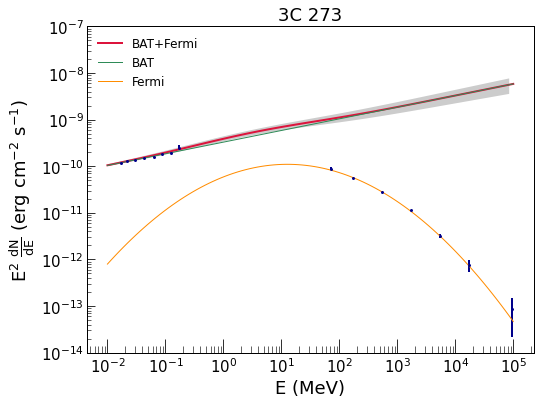 3C 273
BAT+Fermi
BAT
Fermi
E² dN/dE (erg cm⁻² s⁻¹)
10⁻⁷
10⁻⁸
10⁻⁹
10⁻¹⁰
10⁻¹¹
10⁻¹²
10⁻¹³
10⁻¹⁴
10⁻² 10⁻¹ 10⁰ 10¹ 10² 10³ 10⁴ 10⁵
E (MeV)